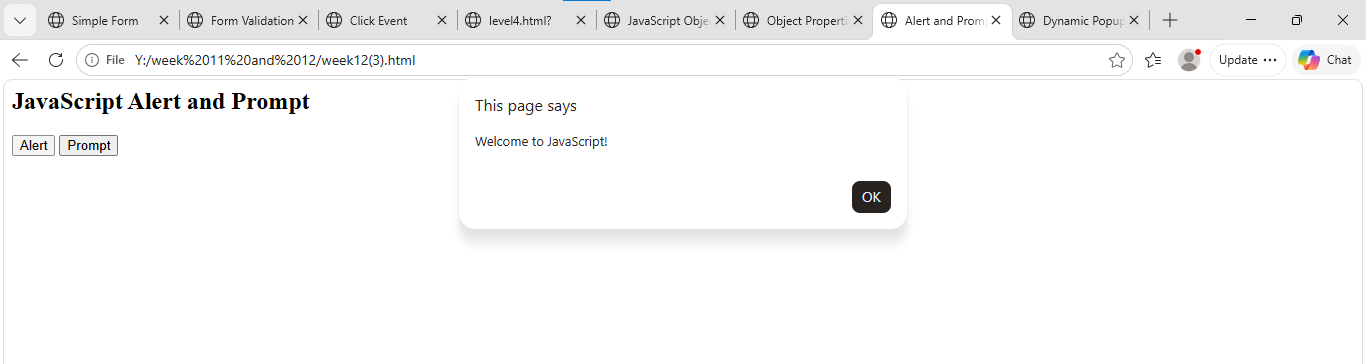 Simple Form
Form Validation
Click Event
level4.html?
JavaScript Obje
Object Properti
Alert and Prom
Dynamic Popup
File Y:/week%2011%20and%2012/week12(3).html
Update
Chat
JavaScript Alert and Prompt
Alert Prompt
This page says
Welcome to JavaScript!
OK